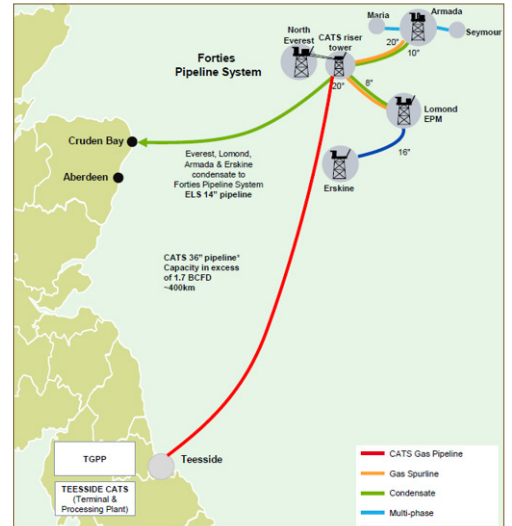 North
Everest
CATS riser
tower
Maria
Armada
Seymour
20"
10"
Forties
Pipeline System
20"
8"
Lomond
EPM
16"
Erskine
Cruden Bay
Aberdeen
Everest, Lomond,
Armada & Erskine
condensate to
Forties Pipeline System
ELS 14" pipeline
CATS 36" pipeline*
Capacity in excess
of 1.7 BCFD
~400km
TGPP
Teesside
TEESSIDE CATS
(Terminal &
Processing Plant)
CATS Gas Pipeline
Gas Spurline
Condensate
Multi-phase